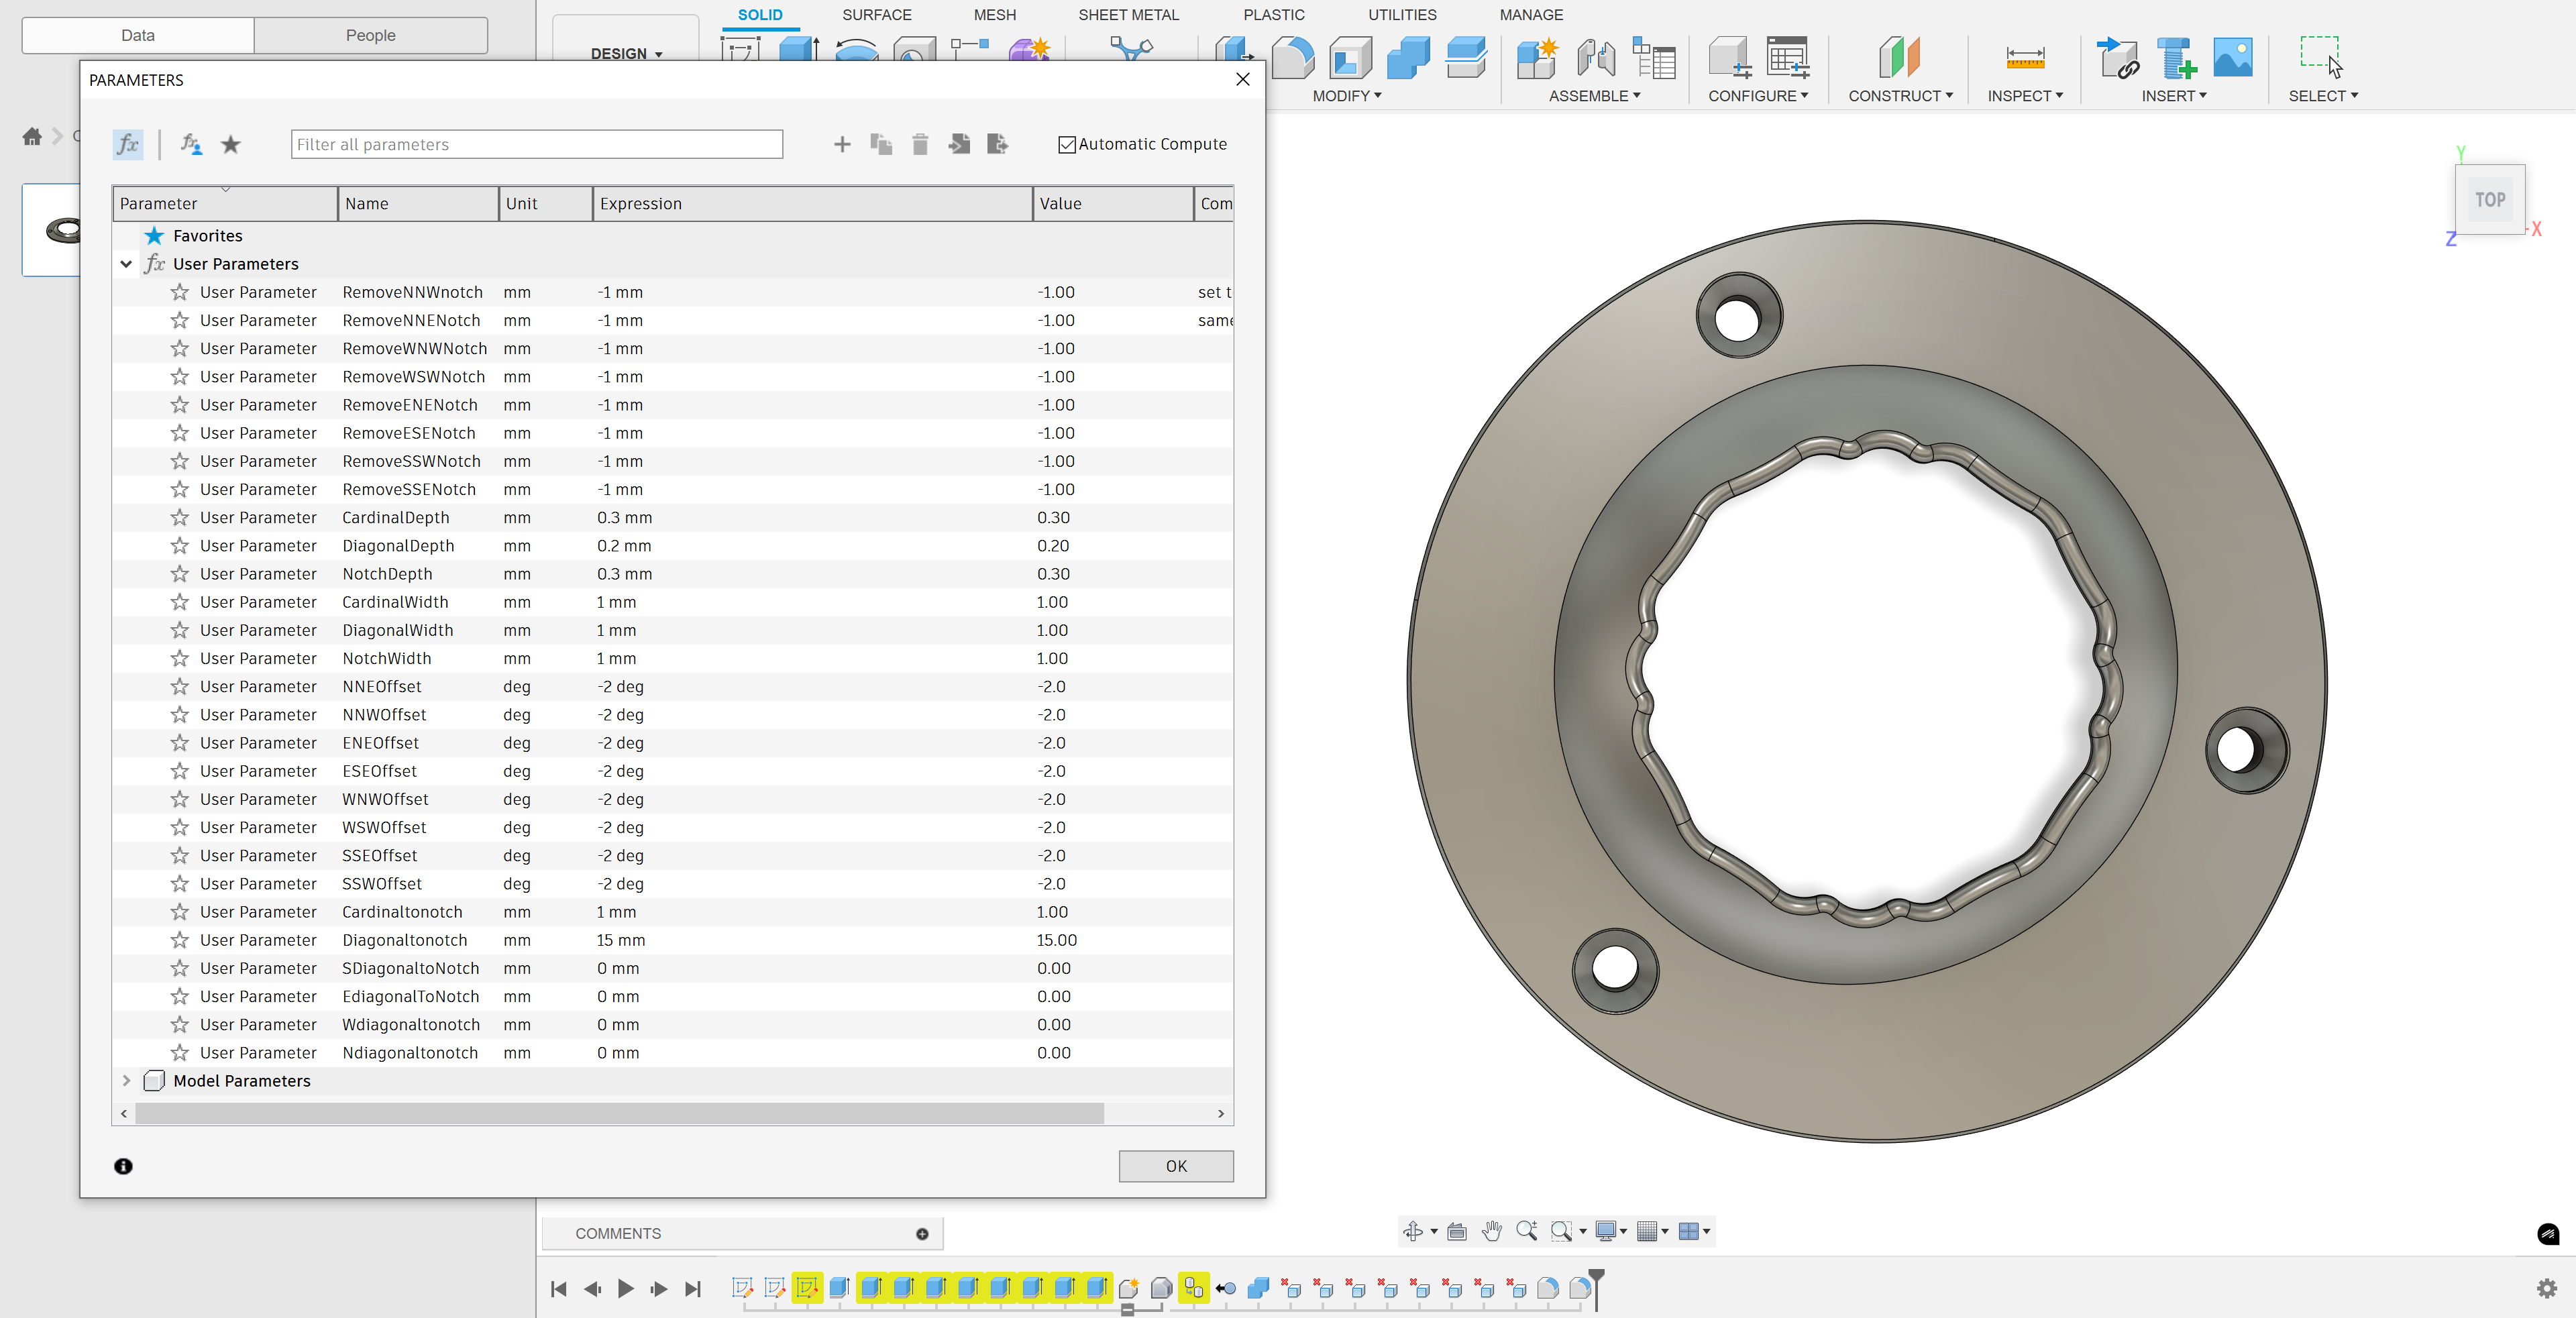 Data People
SOLID SURFACE MESH SHEET METAL PLASTIC UTILITIES MANAGE
DESIGN
MODIFY ASSEMBLE CONFIGURE CONSTRUCT INSPECT INSERT SELECT
PARAMETERS
fx fx Filter all parameters Automatic Compute
Parameter Name Unit Expression Value Com
Favorites
fx User Parameters
User Parameter RemoveNNWnotch mm -1 mm -1.00 set t
User Parameter RemoveNNENotch mm -1 mm -1.00 same
User Parameter RemoveWNWNotch mm -1 mm -1.00
User Parameter RemoveWSWNotch mm -1 mm -1.00
User Parameter RemoveENENotch mm -1 mm -1.00
User Parameter RemoveESENotch mm -1 mm -1.00
User Parameter RemoveSSWNotch mm -1 mm -1.00
User Parameter RemoveSSENotch mm -1 mm -1.00
User Parameter CardinalDepth mm 0.3 mm 0.30
User Parameter DiagonalDepth mm 0.2 mm 0.20
User Parameter NotchDepth mm 0.3 mm 0.30
User Parameter CardinalWidth mm 1 mm 1.00
User Parameter DiagonalWidth mm 1 mm 1.00
User Parameter NotchWidth mm 1 mm 1.00
User Parameter NNEOffset deg -2 deg -2.0
User Parameter NNWOffset deg -2 deg -2.0
User Parameter ENEOffset deg -2 deg -2.0
User Parameter ESEOffset deg -2 deg -2.0
User Parameter WNWOffset deg -2 deg -2.0
User Parameter WSWOffset deg -2 deg -2.0
User Parameter SSEOffset deg -2 deg -2.0
User Parameter SSWOffset deg -2 deg -2.0
User Parameter Cardinaltonotch mm 1 mm 1.00
User Parameter Diagonaltonotch mm 15 mm 15.00
User Parameter SDiagonaltoNotch mm 0 mm 0.00
User Parameter EdiagonalToNotch mm 0 mm 0.00
User Parameter Wdiagonaltonotch mm 0 mm 0.00
User Parameter Ndiagonaltonotch mm 0 mm 0.00
Model Parameters
OK
Y
TOP
X
Z
COMMENTS